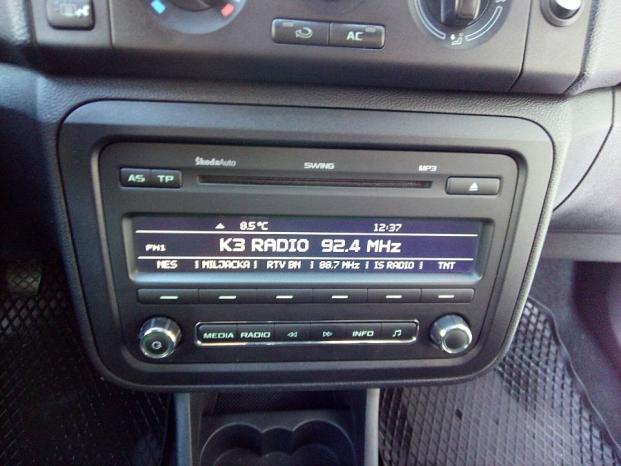 AC
ŠkodaAuto SWING MP3
AS TP
8.5°C 12:37
FM1 K3 RADIO 92.4 MHz
NES MILJACKA RTV BN 88.7 MHz IS RADIO TNT
MEDIA RADIO INFO